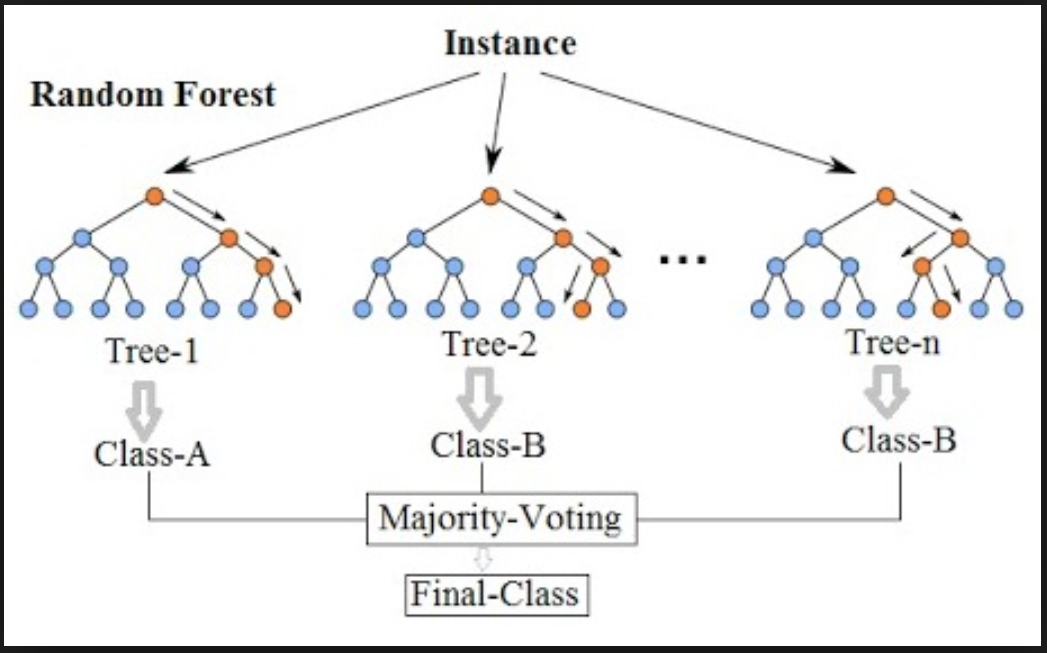 Instance
Random Forest
...
Tree-1
Tree-2
Tree-n
Class-A
Class-B
Class-B
Majority-Voting
Final-Class